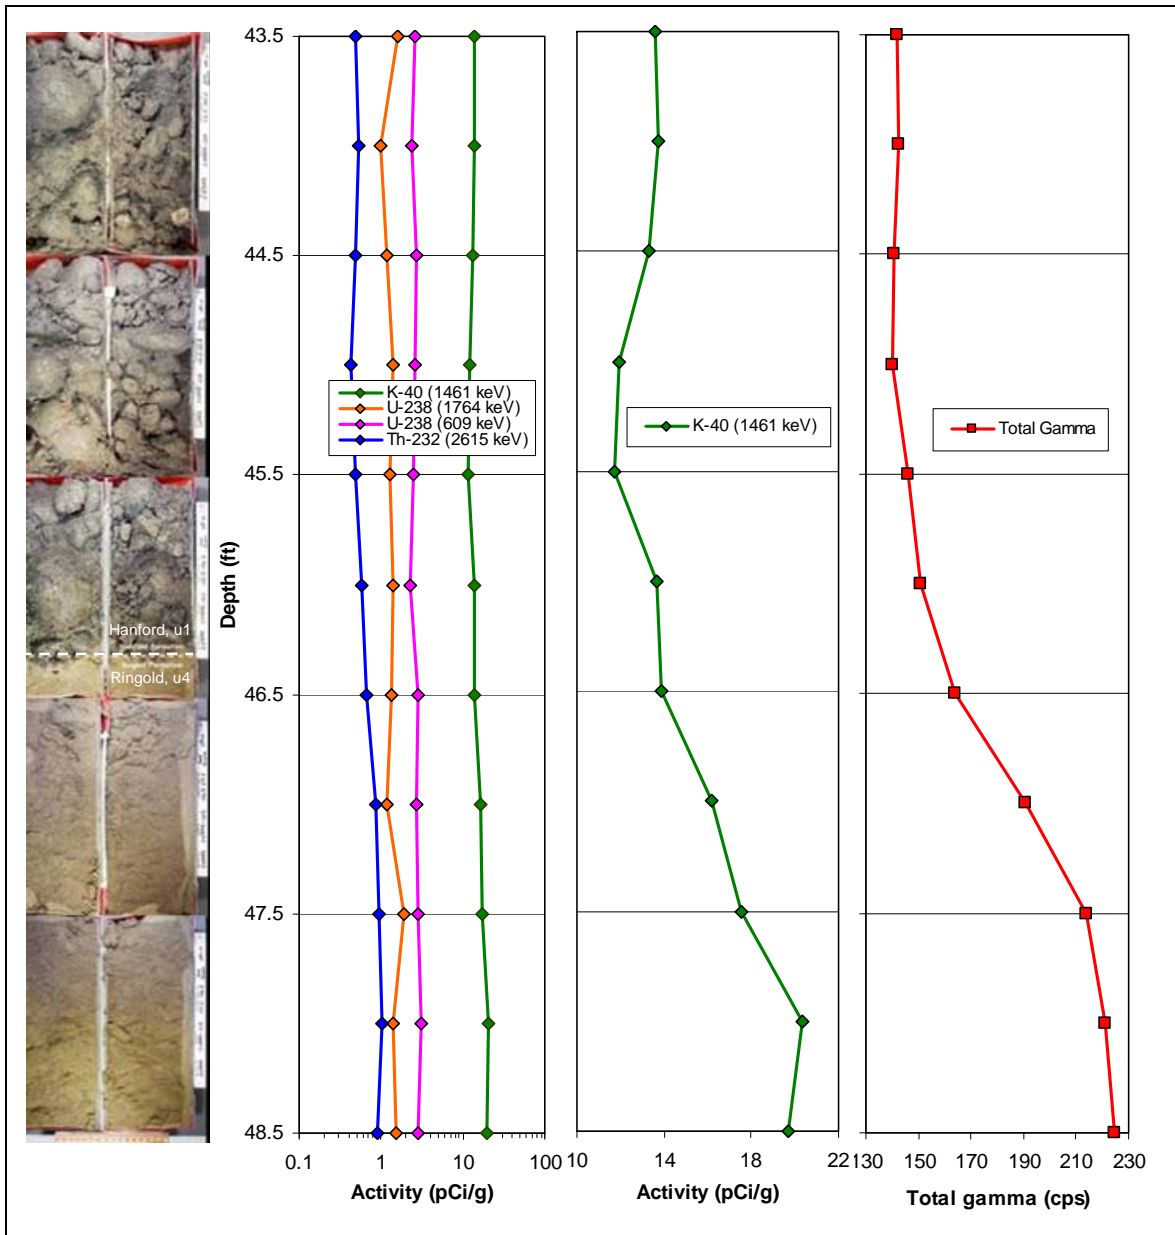 43.5
44.5
45.5
46.5
47.5
48.5
Depth (ft)
Hanford, u1
Ringold, u4
K-40 (1461 keV)
U-238 (1764 keV)
U-238 (609 keV)
Th-232 (2615 keV)
0.1 1 10 100
Activity (pCi/g)
K-40 (1461 keV)
10 14 18 22
Activity (pCi/g)
Total Gamma
130 150 170 190 210 230
Total gamma (cps)